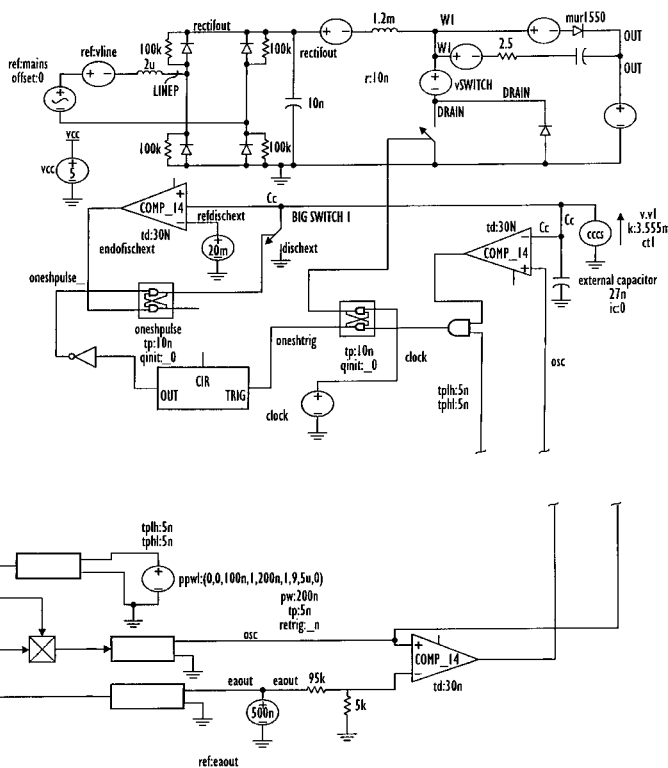 rectifout
1.2m
W1
mur1550
ref:mains
offset:0
ref:vline
100k
100k
2u
LINEP
rectifout
r:10n
W1
2.5
OUT
OUT
vSWITCH
10n
DRAIN
DRAIN
vcc
vcc
5
100k
100k
COMP_14
td:30N
refdischext
20m
Cc
BIG SWITCH 1
dischext
endofischext
oneshpulse_
oneshpulse
tp:10n
qinit:_0
td:30N
COMP_14
Cc
Cc
cccs
v.v1
k:3.555m
ct1
external capacitor
27n
ic:0
CIR
OUT
TRIG
oneshtrig
tp:10n
qinit:_0
clock
clock
tplh:5n
tphl:5n
osc
tplh:5n
tphl:5n
ppwl:(0,0,100n,1,200n,1,9,5u,0)
pw:200n
tp:5n
retrig:_n
osc
COMP_14
td:30n
eaout
eaout
95k
500n
5k
ref:eaout